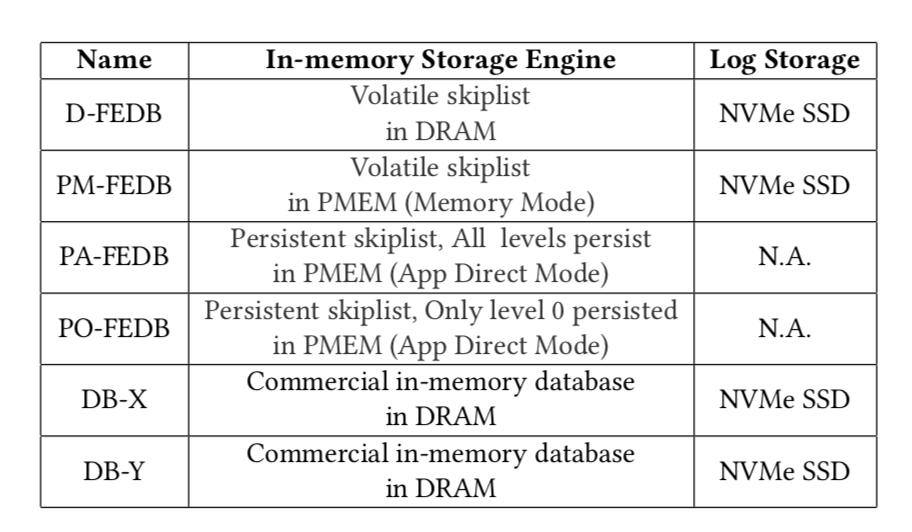 Name In-memory Storage Engine Log Storage
D-FEDB Volatile skiplist
in DRAM NVMe SSD
PM-FEDB Volatile skiplist
in PMEM (Memory Mode) NVMe SSD
PA-FEDB Persistent skiplist, All levels persist
in PMEM (App Direct Mode) N.A.
PO-FEDB Persistent skiplist, Only level 0 persisted
in PMEM (App Direct Mode) N.A.
DB-X Commercial in-memory database
in DRAM NVMe SSD
DB-Y Commercial in-memory database
in DRAM NVMe SSD